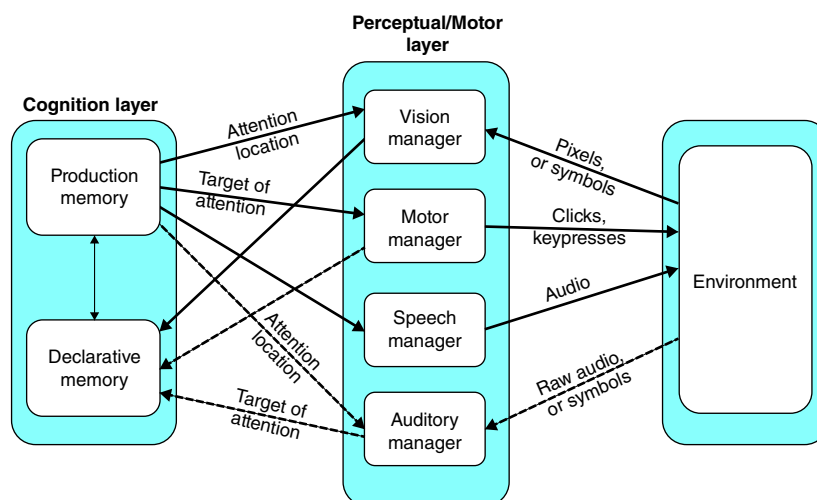 Perceptual/Motor
layer
Cognition layer
Production
memory
Declarative
memory
Attention
location
Target of
attention
Attention
location
Target of
attention
Vision
manager
Motor
manager
Speech
manager
Auditory
manager
Pixels,
or symbols
Clicks,
keypresses
Audio
Raw audio,
or symbols
Environment